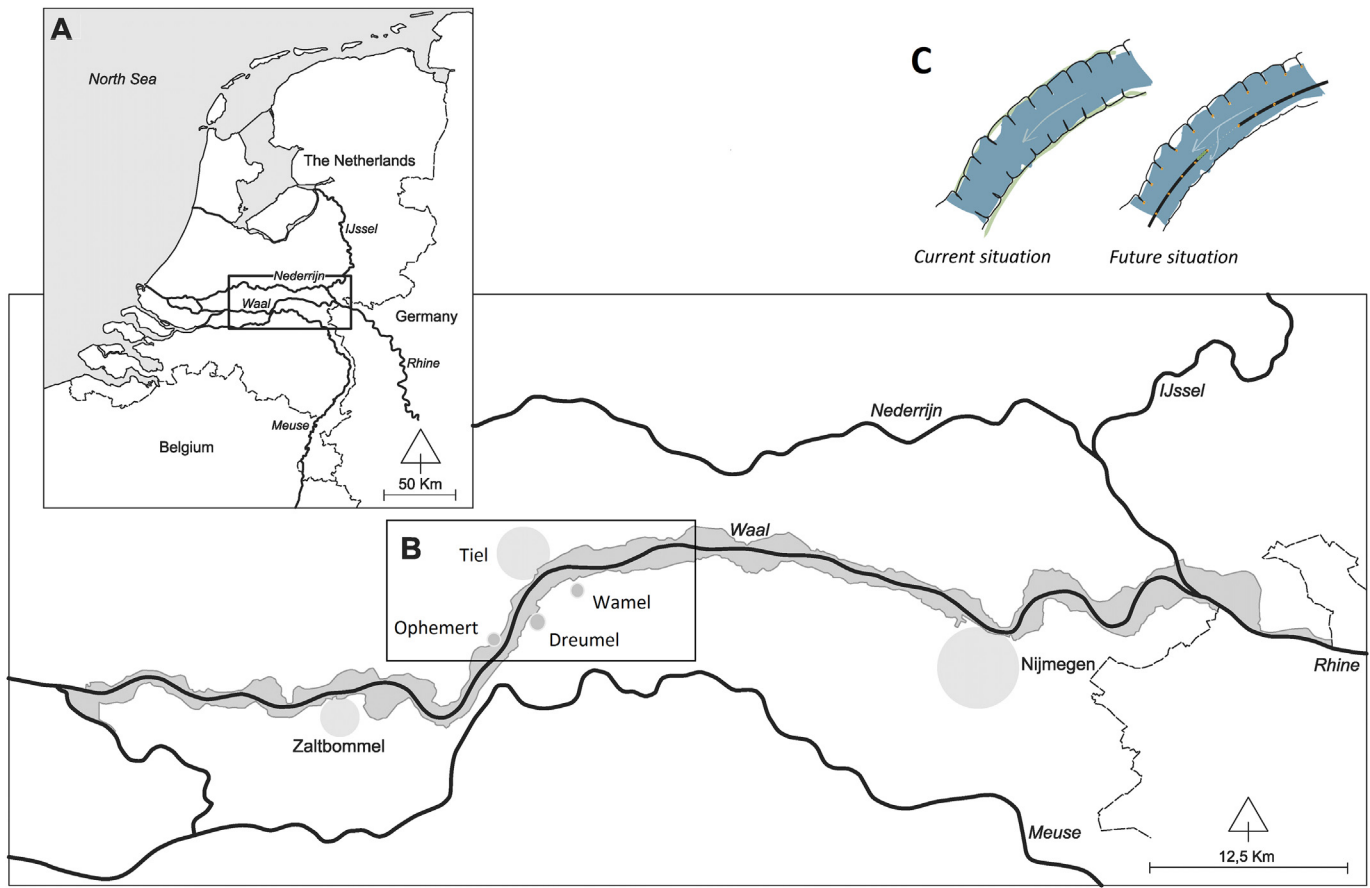 A
North Sea
The Netherlands
IJssel
Nederrijn
Waal
Germany
Rhine
Meuse
Belgium
50 Km
C
Current situation
Future situation
IJssel
Nederrijn
Waal
B
Tiel
Wamel
Ophemert
Dreumel
Nijmegen
Rhine
Zaltbommel
Meuse
12,5 Km